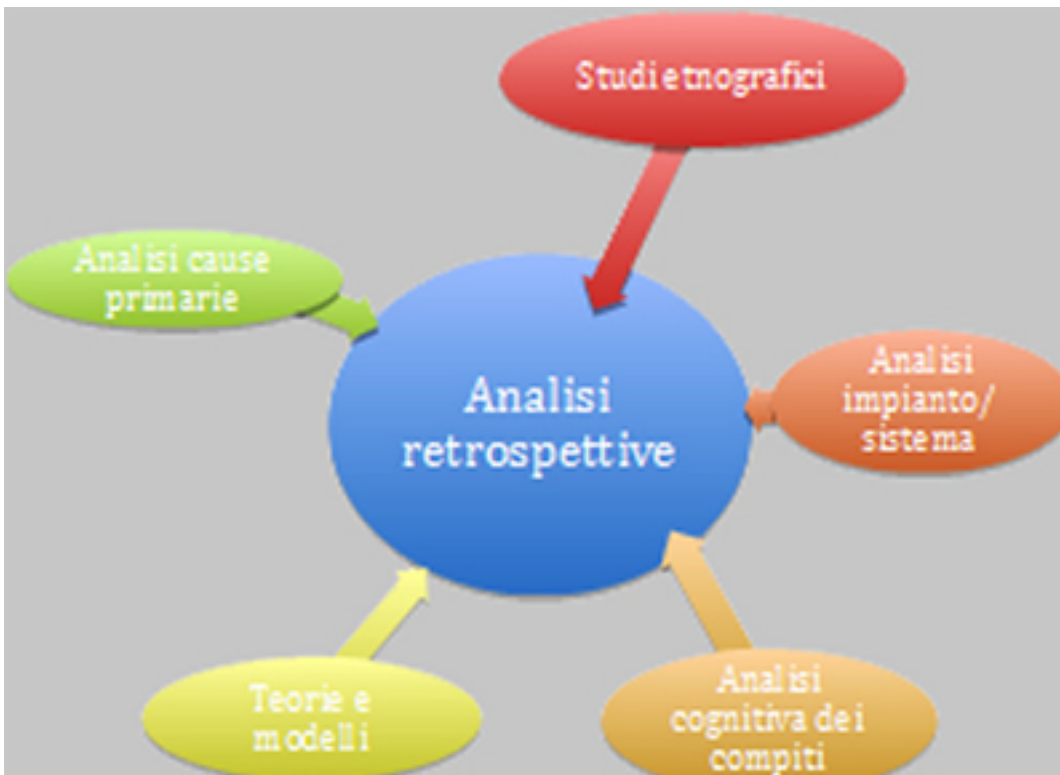 Studi etnografici
Analisi cause
primarie
Analisi
impianto/
sistema
Analisi
retrospettive
Teorie e
modelli
Analisi
cognitiva dei
compiti